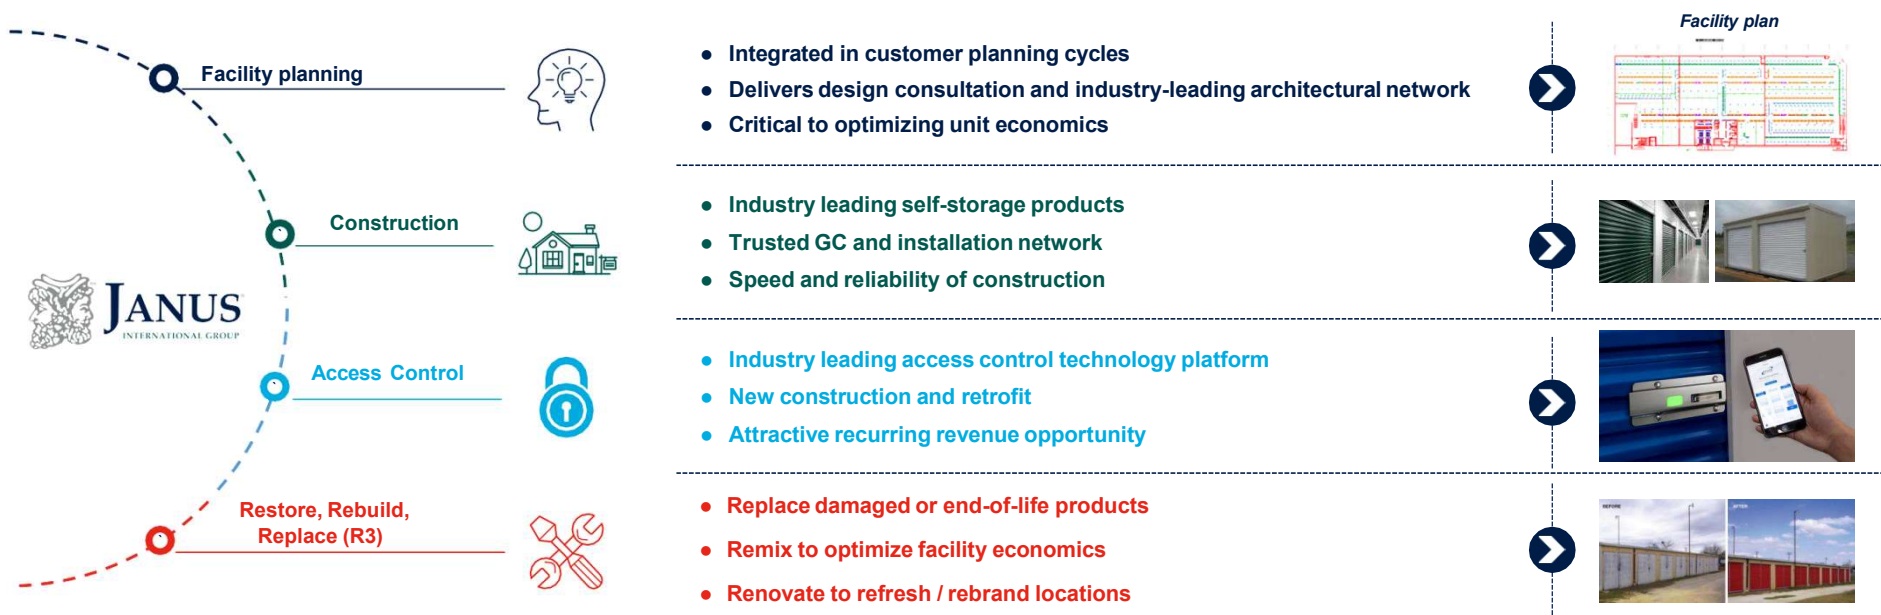 Facility plan
Facility planning
● Integrated in customer planning cycles
● Delivers design consultation and industry-leading architectural network
● Critical to optimizing unit economics
Construction
● Industry leading self-storage products
● Trusted GC and installation network
● Speed and reliability of construction
JANUS
INTERNATIONAL GROUP
Access Control
● Industry leading access control technology platform
● New construction and retrofit
● Attractive recurring revenue opportunity
Restore, Rebuild,
Replace (R3)
● Replace damaged or end-of-life products
● Remix to optimize facility economics
● Renovate to refresh / rebrand locations
BEFORE
AFTER